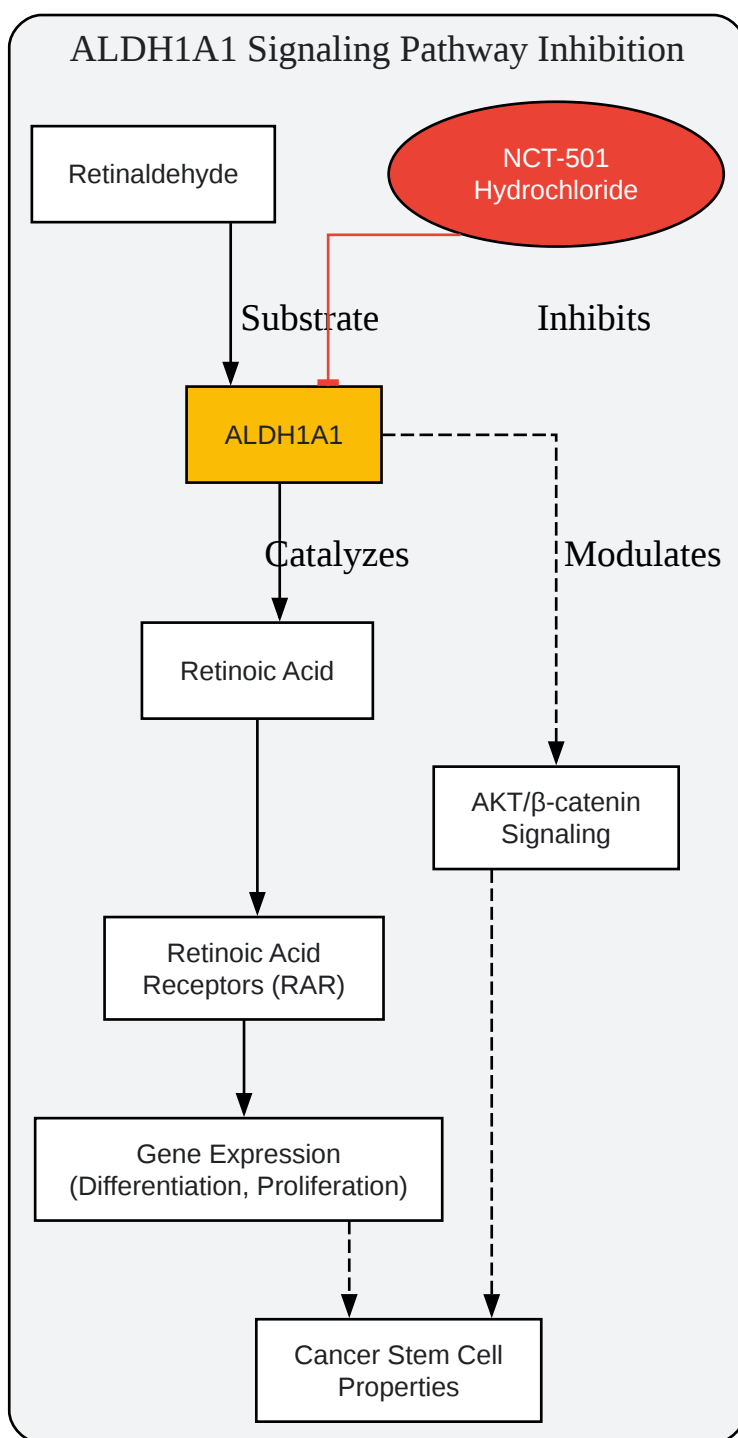 ALDH1A1 Signaling Pathway Inhibition
Retinaldehyde
NCT-501
Hydrochloride
Substrate
Inhibits
ALDH1A1
Catalyzes
Modulates
Retinoic Acid
AKT/β-catenin
Signaling
Retinoic Acid
Receptors (RAR)
Gene Expression
(Differentiation, Proliferation)
Cancer Stem Cell
Properties